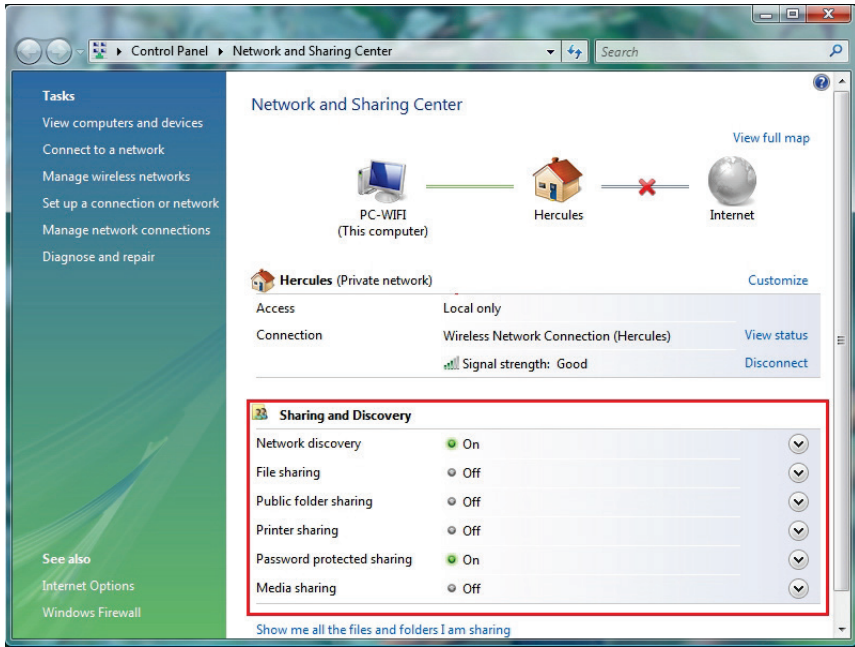 Control Panel Network and Sharing Center Search
Tasks
View computers and devices
Connect to a network
Manage wireless networks
Set up a connection or network
Manage network connections
Diagnose and repair
See also
Internet Options
Windows Firewall
Network and Sharing Center
View full map
PC-WIFI
(This computer)
Hercules
Internet
Hercules (Private network) Customize
Access Local only
Connection Wireless Network Connection (Hercules) View status
Signal strength: Good Disconnect
Sharing and Discovery
Network discovery On
File sharing Off
Public folder sharing Off
Printer sharing Off
Password protected sharing On
Media sharing Off
Show me all the files and folders I am sharing